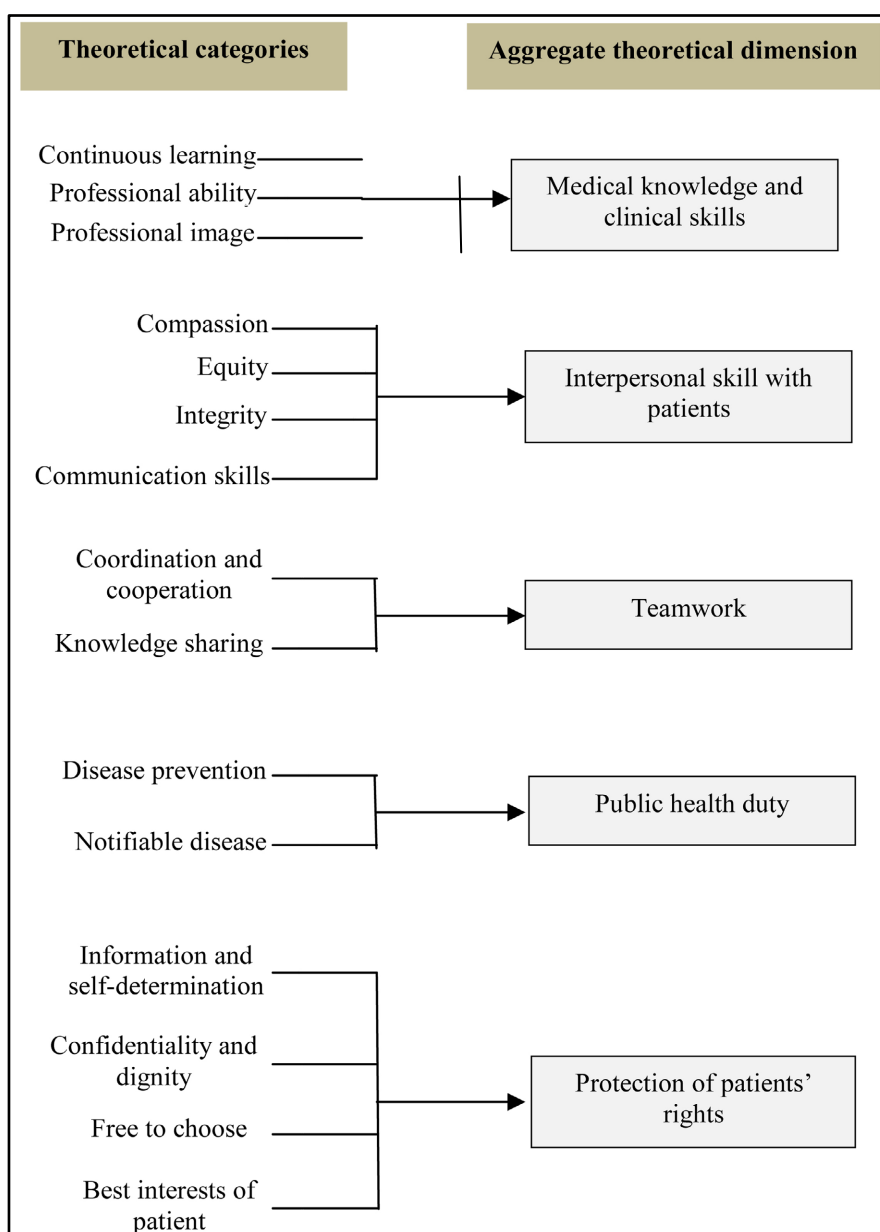 Theoretical categories
Aggregate theoretical dimension
Continuous learning
Professional ability
Professional image
Medical knowledge and
clinical skills
Compassion
Equity
Integrity
Communication skills
Interpersonal skill with
patients
Coordination and
cooperation
Knowledge sharing
Teamwork
Disease prevention
Notifiable disease
Public health duty
Information and
self-determination
Confidentiality and
dignity
Free to choose
Best interests of
patient
Protection of patients’
rights